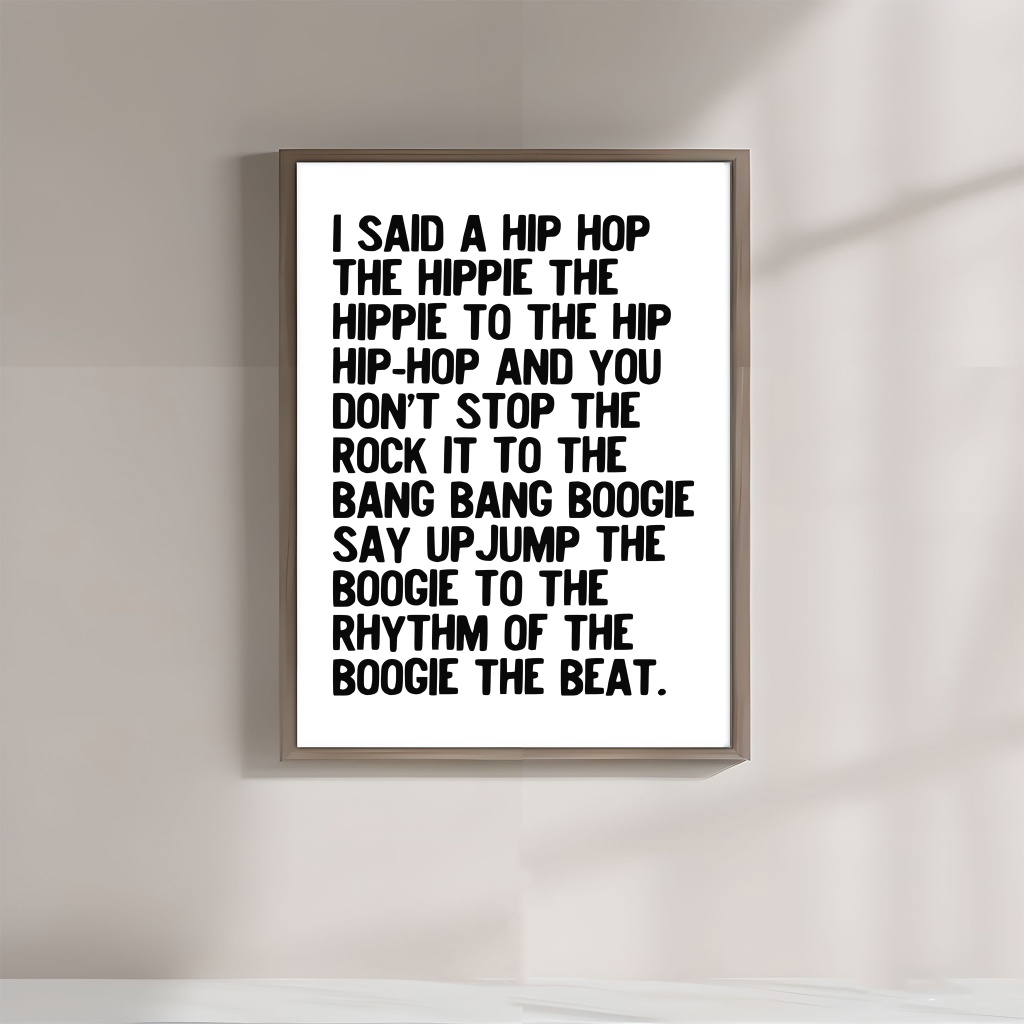 I SAID A HIP HOP
THE HIPPIE THE
HIPPIE TO THE HIP
HIP-HOP AND YOU
DON'T STOP THE
ROCK IT TO THE
BANG BANG BOOGIE
SAY UPJUMP THE
BOOGIE TO THE
RHYTHM OF THE
BOOGIE THE BEAT.